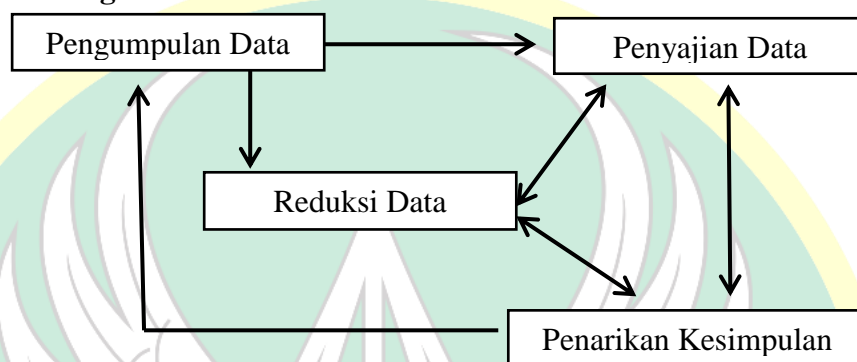 Pengumpulan Data
Penyajian Data
Reduksi Data
Penarikan Kesimpulan